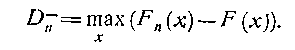 D_n^- = max_x (F_n(x) − F(x)).